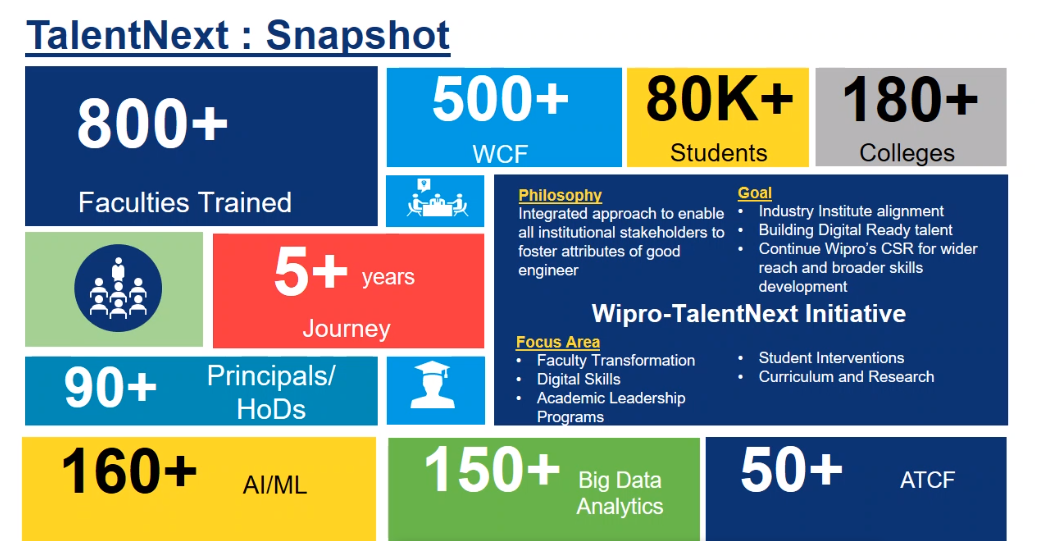 TalentNext : Snapshot
800+
Faculties Trained
500+
WCF
80K+
Students
180+
Colleges
5+ years
Journey
90+ Principals/
HoDs
Philosophy
Integrated approach to enable
all institutional stakeholders to
foster attributes of good
engineer
Goal
• Industry Institute alignment
• Building Digital Ready talent
• Continue Wipro's CSR for wider
reach and broader skills
development
Wipro-TalentNext Initiative
Focus Area
• Faculty Transformation
• Digital Skills
• Academic Leadership
Programs
• Student Interventions
• Curriculum and Research
160+ AI/ML
150+ Big Data
Analytics
50+ ATCF